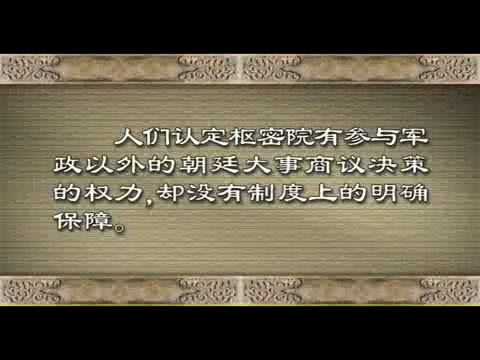 人们认定枢密院有参与军
政以外的朝廷大事商议决策
的权力,却没有制度上的明确
保障。